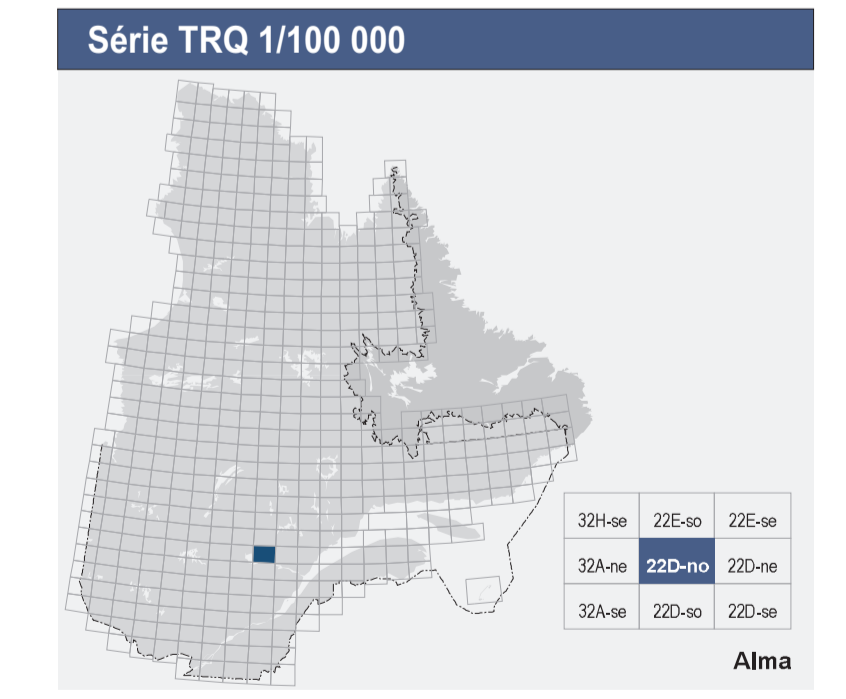 Série TRQ 1/100 000
32H-se 22E-so 22E-se
32A-ne 22D-no 22D-ne
32A-se 22D-so 22D-se
Alma